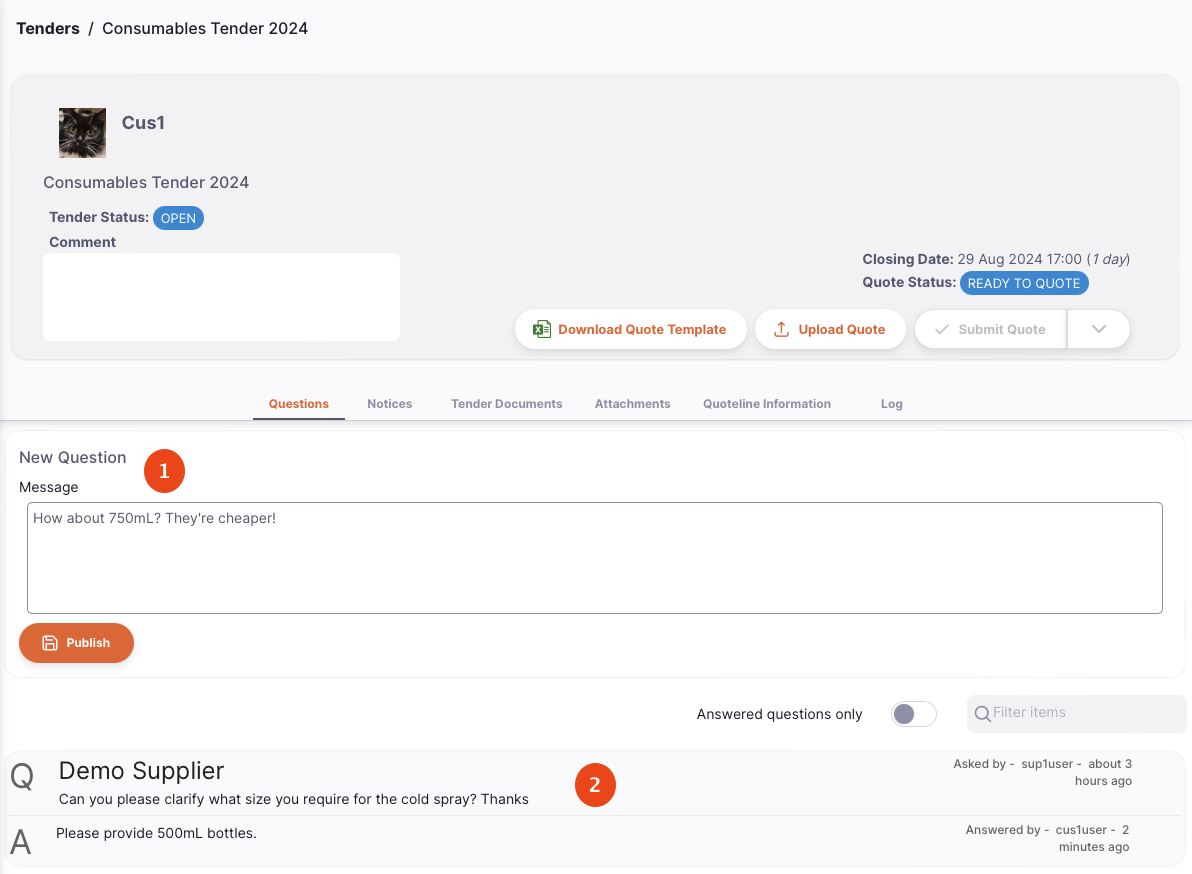 Tenders / Consumables Tender 2024
Cus1
Consumables Tender 2024
Tender Status: OPEN
Comment
Closing Date: 29 Aug 2024 17:00 (1 day)
Quote Status: READY TO QUOTE
Download Quote Template
Upload Quote
Submit Quote
Questions
Notices
Tender Documents
Attachments
Quoteline Information
Log
New Question
1
Message
How about 750mL? They're cheaper!
Publish
Answered questions only
Filter items
Q
Demo Supplier
Can you please clarify what size you require for the cold spray? Thanks
2
Asked by - sup1user - about 3
hours ago
A
Please provide 500mL bottles.
Answered by - cus1user - 2
minutes ago